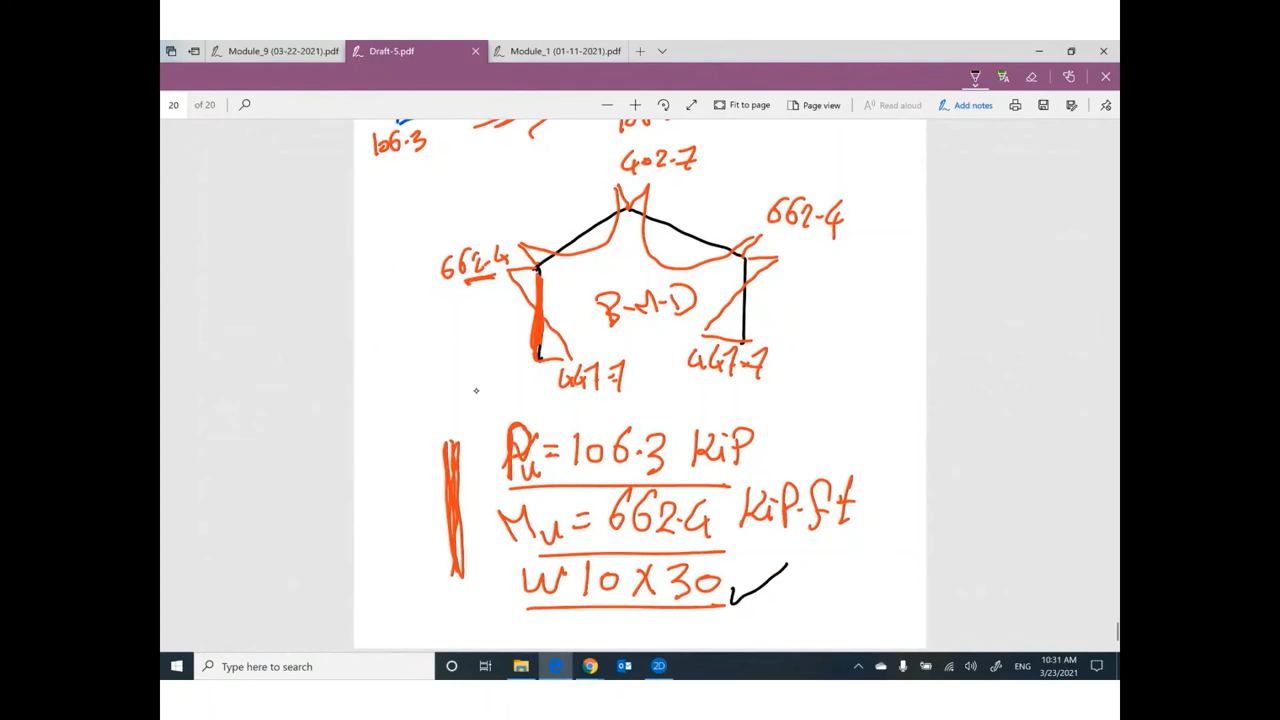 Module_9 (03-22-2021).pdf
Draft-5.pdf
Module_1 (01-11-2021).pdf
20 of 20
Fit to page
Page view
Read aloud
Add notes
106.3
402.7
662.4
662.4
B-M-D
447.7
447.7
Pu = 106.3 KiP
Mu = 662.4 KiP.ft
W 10 X 30
Type here to search
ENG
10:31 AM
3/23/2021